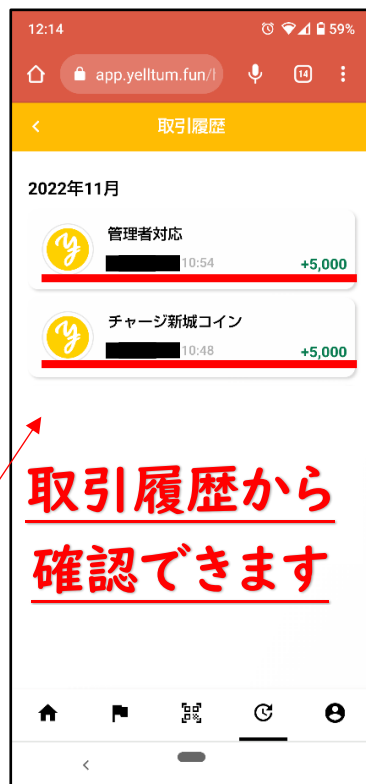 12:14
59%
app.yelltum.fun/
14
取引履歴
2022年11月
管理者対応
10:54
+5,000
チャージ新城コイン
10:48
+5,000
取引履歴から
確認できます